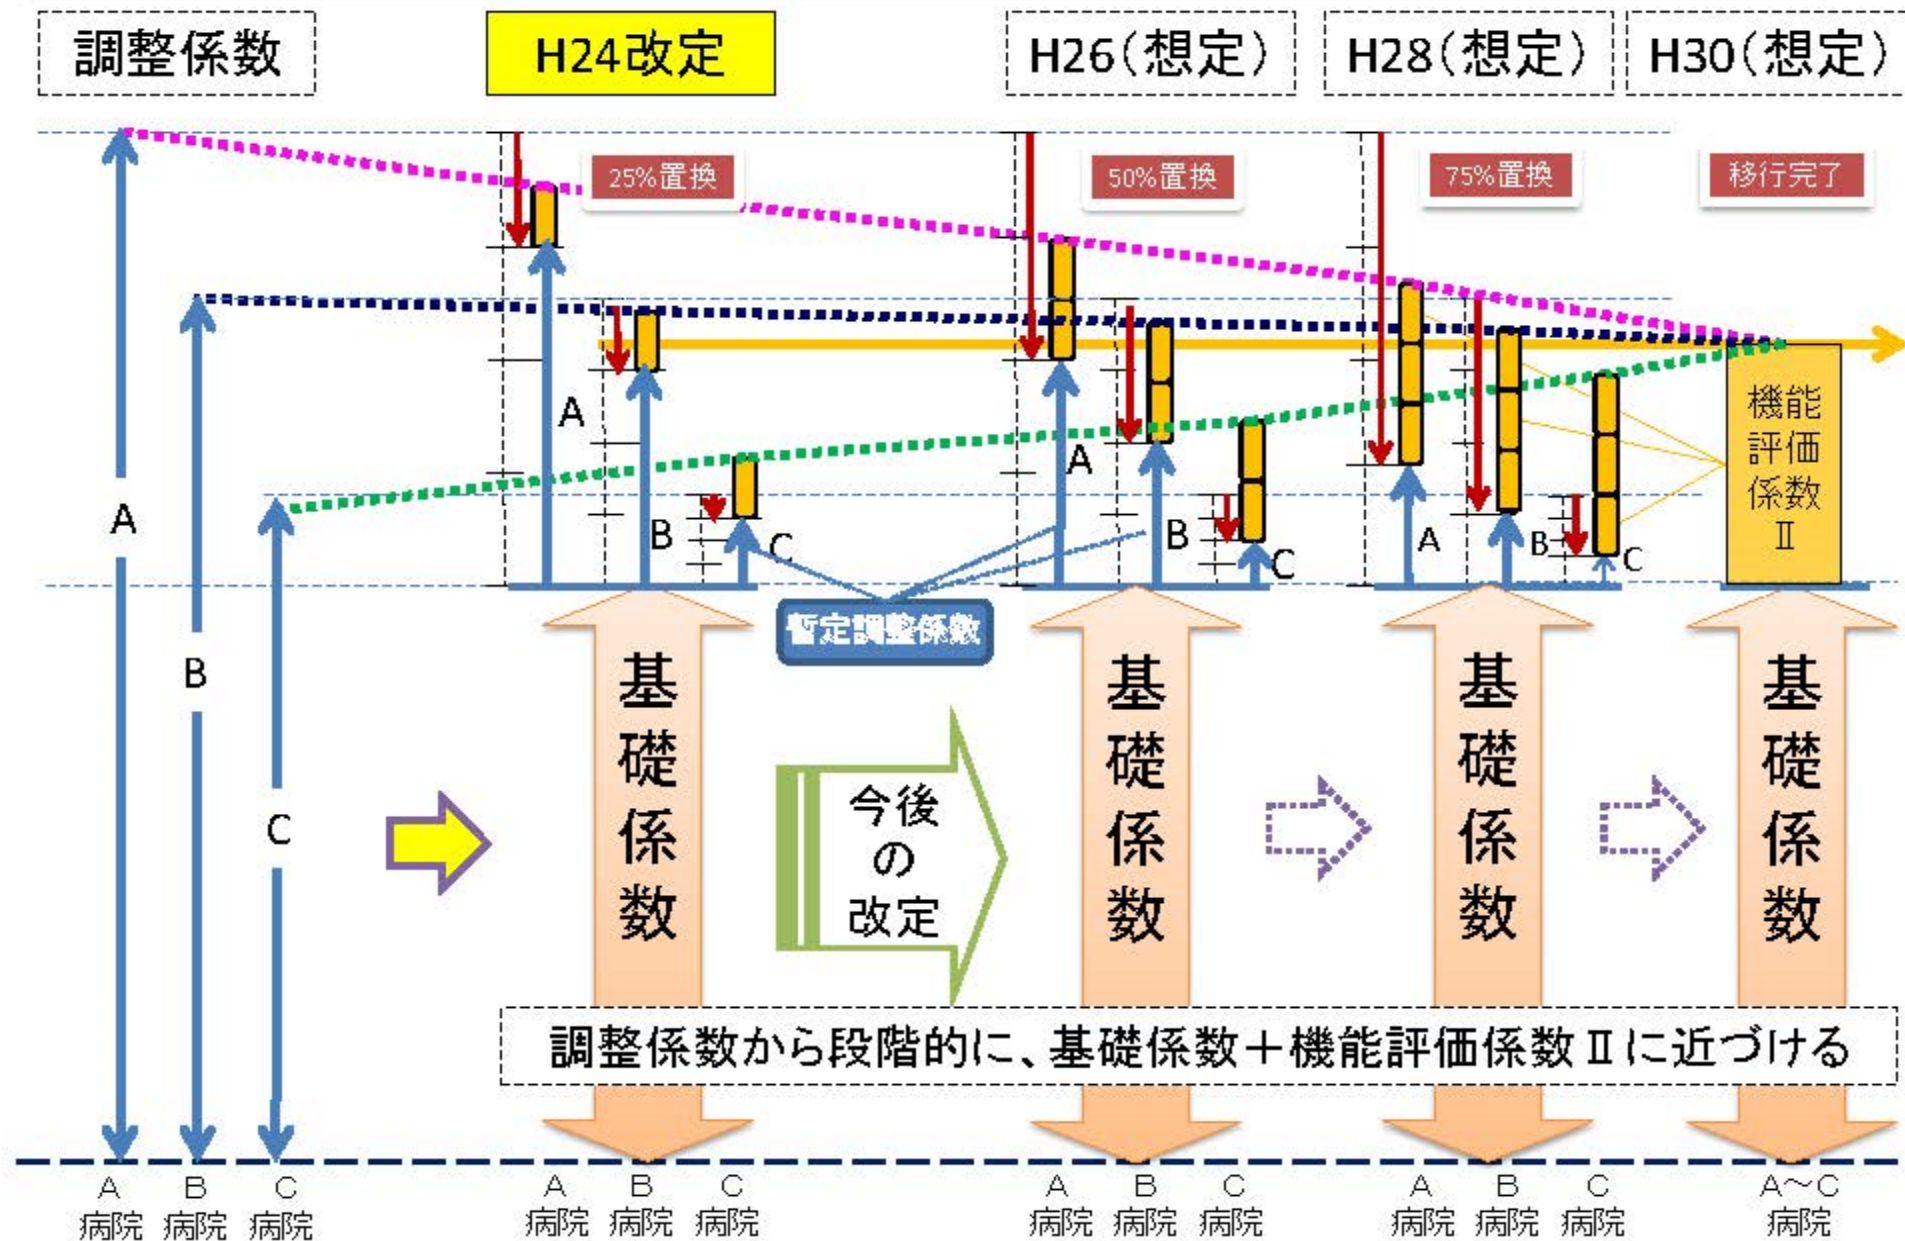 調整係数
H24改定
H26(想定)
H28(想定)
H30(想定)
25%置換
50%置換
75%置換
移行完了
A
B
C
A
B
C
A
B
C
A
B
C
機能
評価
係数
Ⅱ
暫定調整係数
基礎係数
基礎係数
基礎係数
基礎係数
今後
の
改定
調整係数から段階的に、基礎係数+機能評価係数Ⅱに近づける
A
病院
B
病院
C
病院
A
病院
B
病院
C
病院
A
病院
B
病院
C
病院
A
病院
B
病院
C
病院
A～C
病院